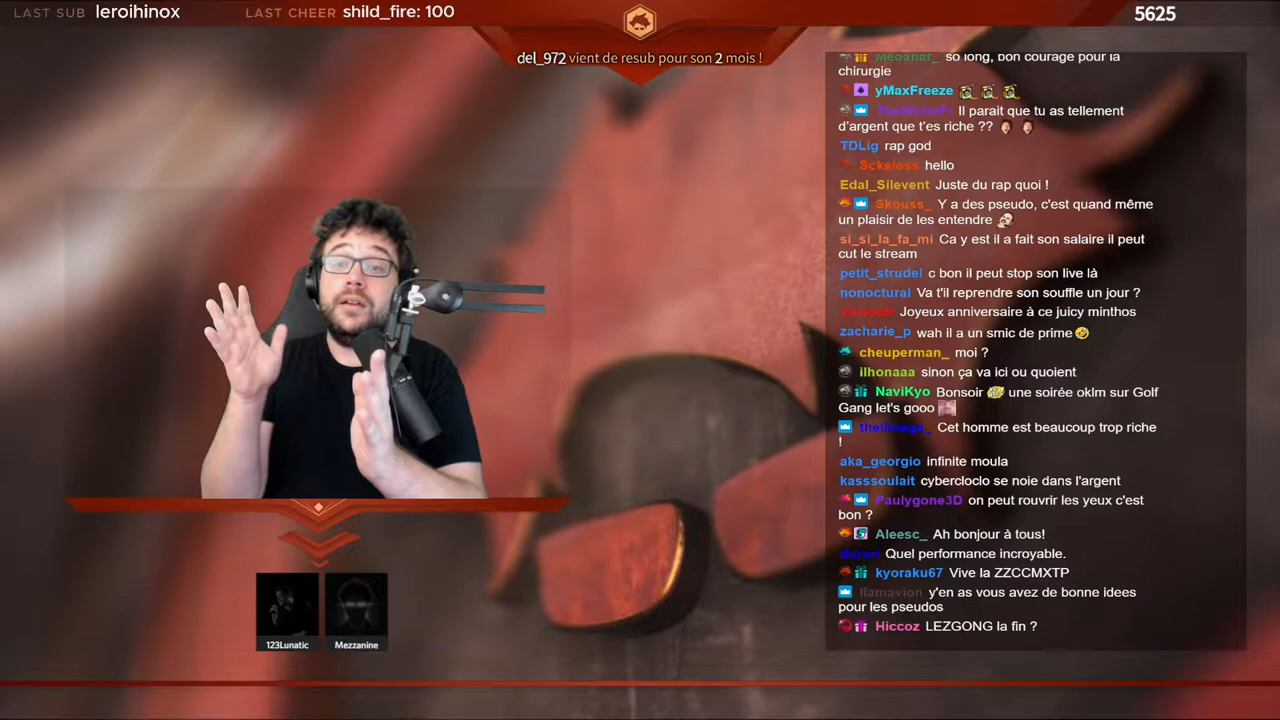 LAST SUB leroihinox LAST CHEER shild_fire: 100 5625
del_972 vient de resub pour son 2 mois !
Meoanar_ so long, bon courage pour la
chirurgie
yMaxFreeze
Il parait que tu as tellement
d'argent que t'es riche ??
TDLig rap god
Sckeloss hello
Edal_Silevent Juste du rap quoi !
Skouss_ Y a des pseudo, c'est quand même
un plaisir de les entendre
si_si_la_fa_mi Ca y est il a fait son salaire il peut
cut le stream
petit_strudel c bon il peut stop son live là
nonoctural Va t'il reprendre son souffle un jour ?
Joyeux anniversaire à ce juicy minthos
zacharie_p wah il a un smic de prime
cheuperman_ moi ?
ilhonaaa sinon ça va ici ou quoient
NaviKyo Bonsoir une soirée oklm sur Golf
Gang let's gooo
Cet homme est beaucoup trop riche
!
aka_georgio infinite moula
kasssoulait cybercloclo se noie dans l'argent
Paulygone3D on peut rouvrir les yeux c'est
bon ?
Aleesc_ Ah bonjour à tous!
Quel performance incroyable.
kyoraku67 Vive la ZZCCMXTP
llamavion y'en as vous avez de bonne idees
pour les pseudos
Hiccoz LEZGONG la fin ?
123Lunatic Mezzanine